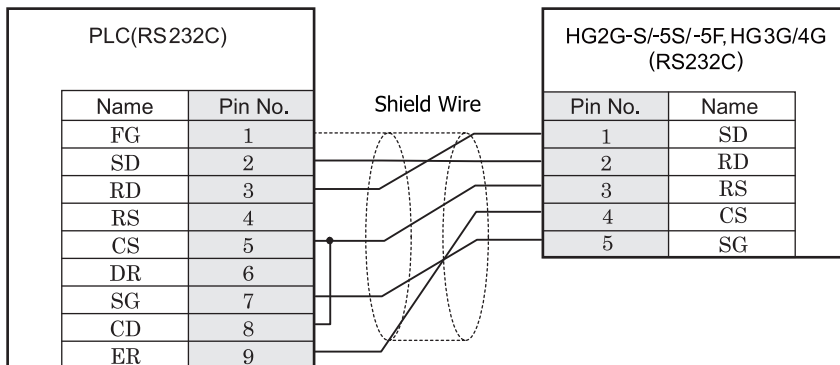 PLC(RS232C)
HG2G-S/-5S/-5F, HG3G/4G
(RS232C)
Shield Wire
Name Pin No.
FG 1
SD 2
RD 3
RS 4
CS 5
DR 6
SG 7
CD 8
ER 9
Pin No. Name
1 SD
2 RD
3 RS
4 CS
5 SG